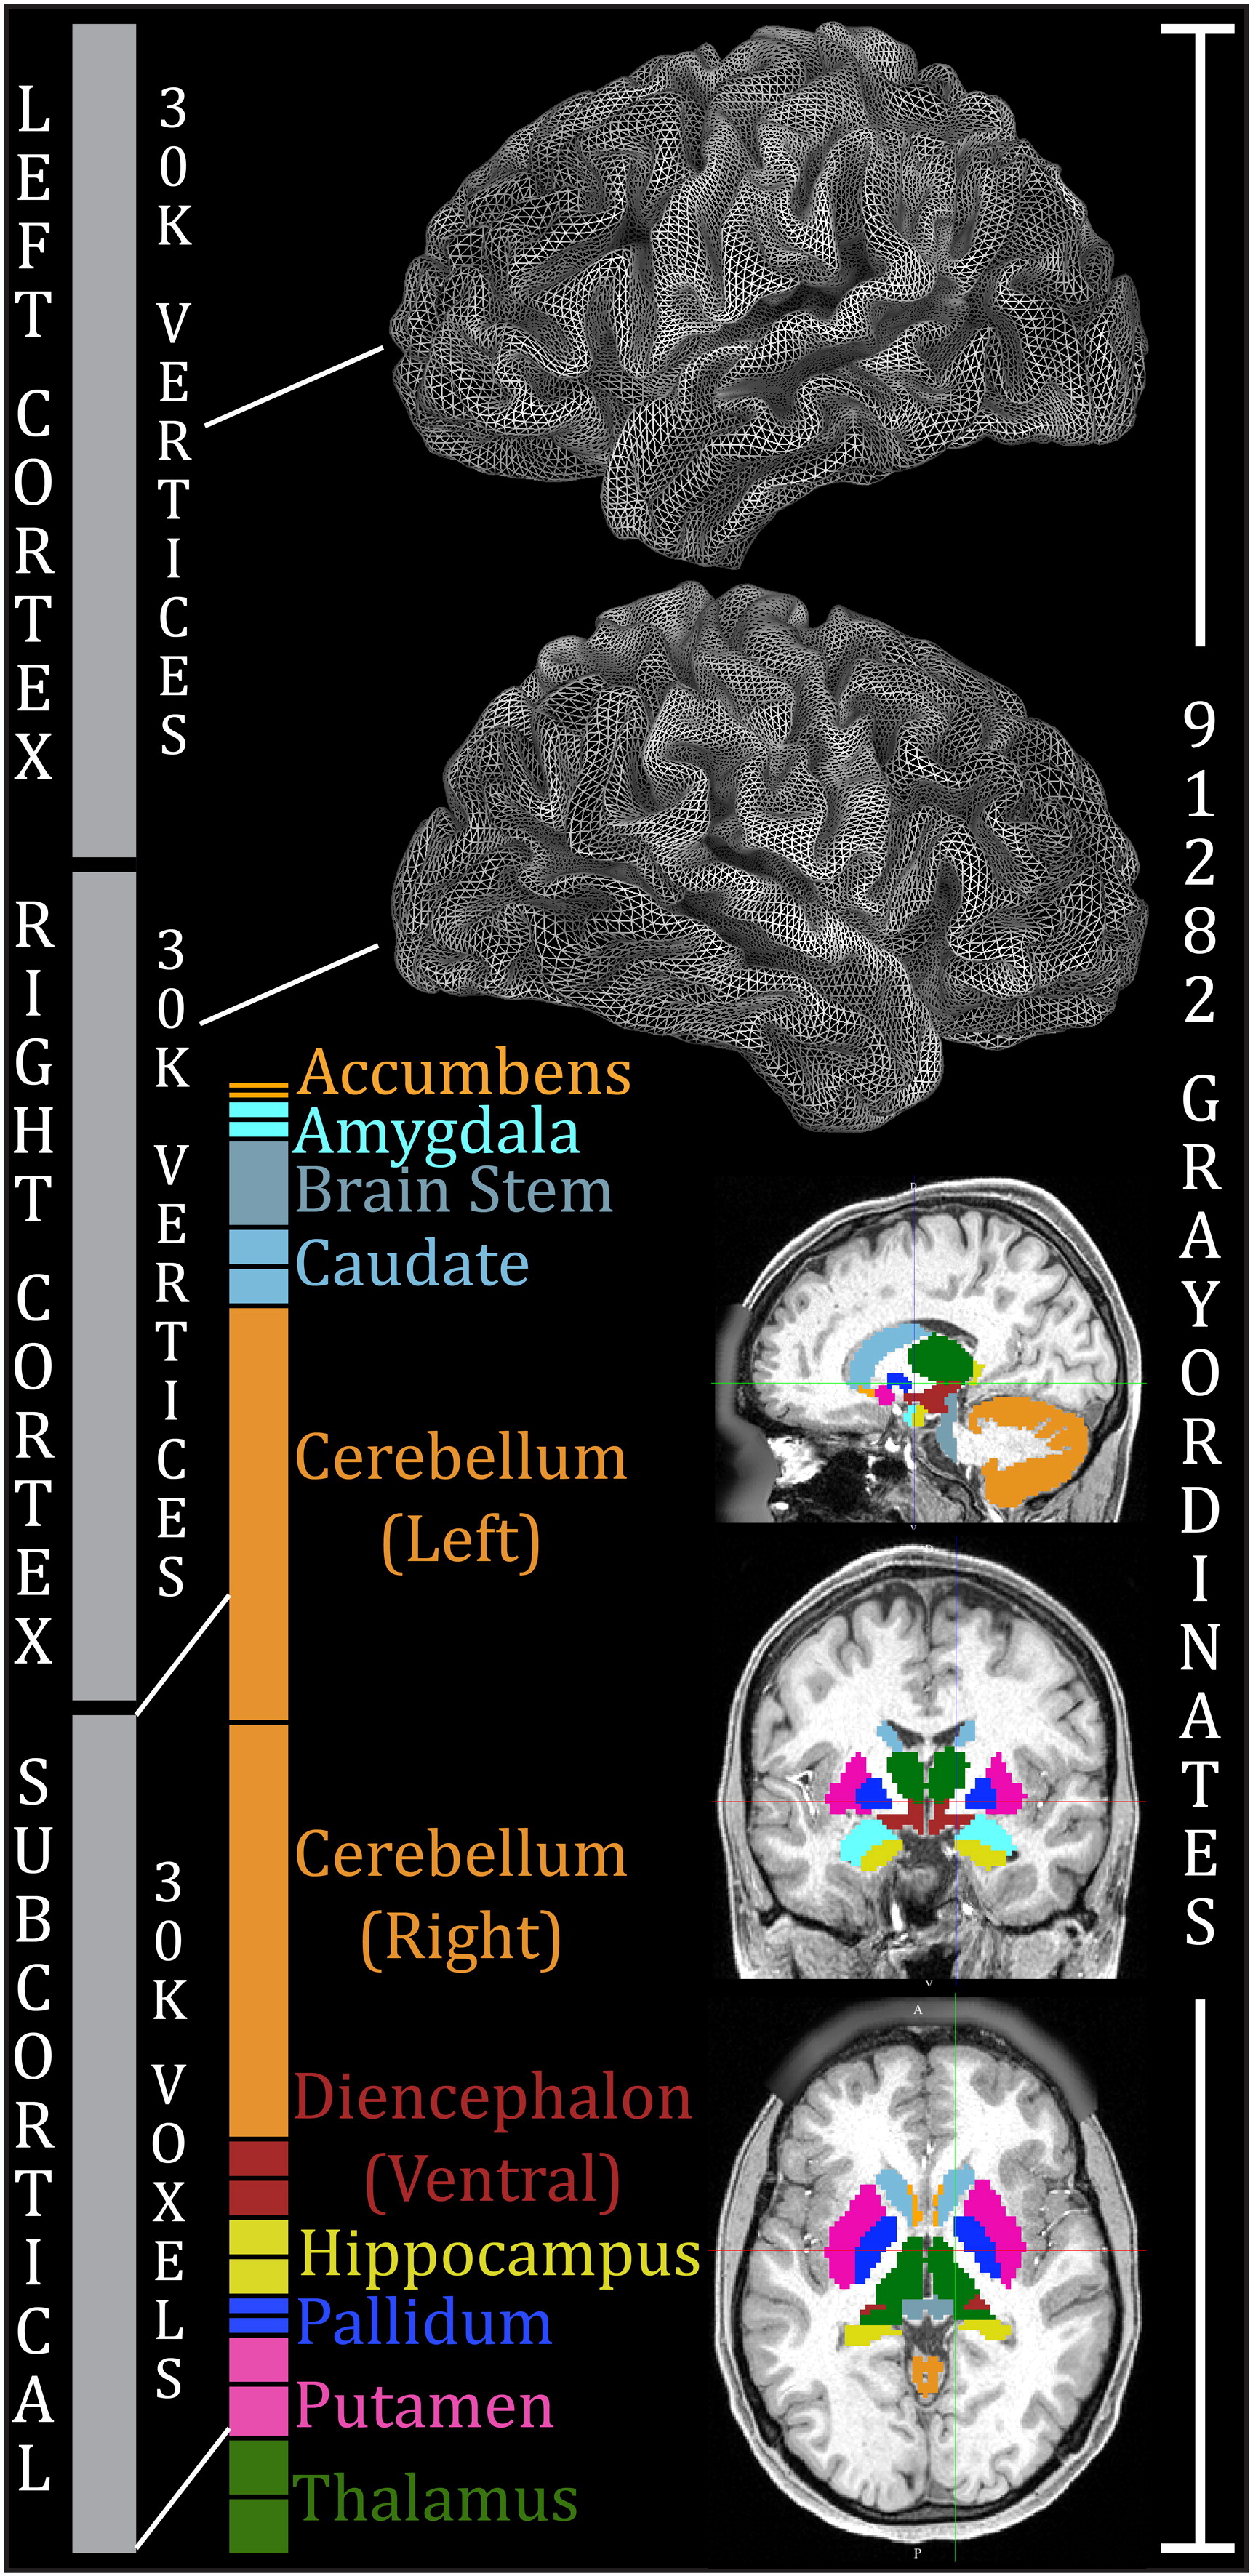 LEFT CORTEX
30K VERTICES
RIGHT CORTEX
30K VERTICES
SUBCORTICAL
30K VOXELS
Accumbens
Amygdala
Brain Stem
Caudate
Cerebellum
(Left)
Cerebellum
(Right)
Diencephalon
(Ventral)
Hippocampus
Pallidum
Putamen
Thalamus
V
V
A
P
91282 GRAYORDINATES